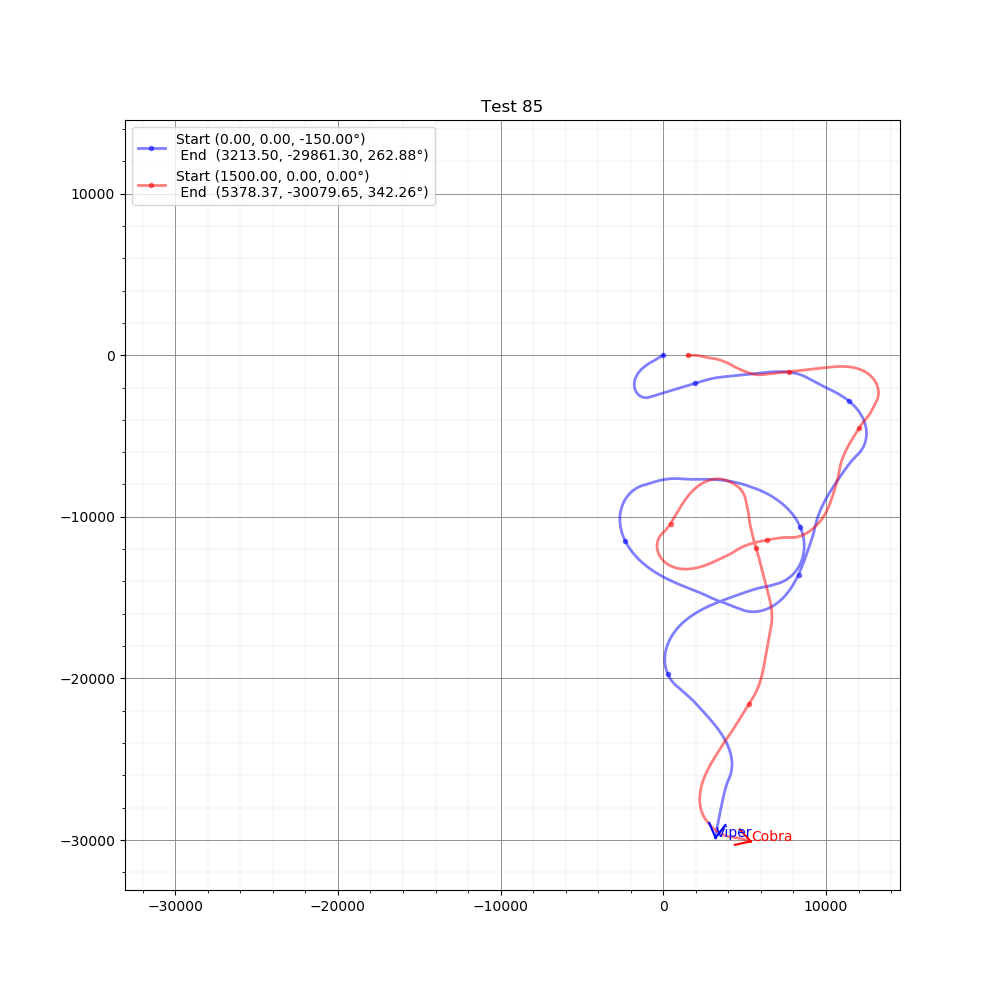 Test 85
Start (0.00, 0.00, -150.00°)
End (3213.50, -29861.30, 262.88°)
Start (1500.00, 0.00, 0.00°)
End (5378.37, -30079.65, 342.26°)
10000
0
−10000
−20000
−30000
Viper
Cobra
−30000 −20000 −10000 0 10000